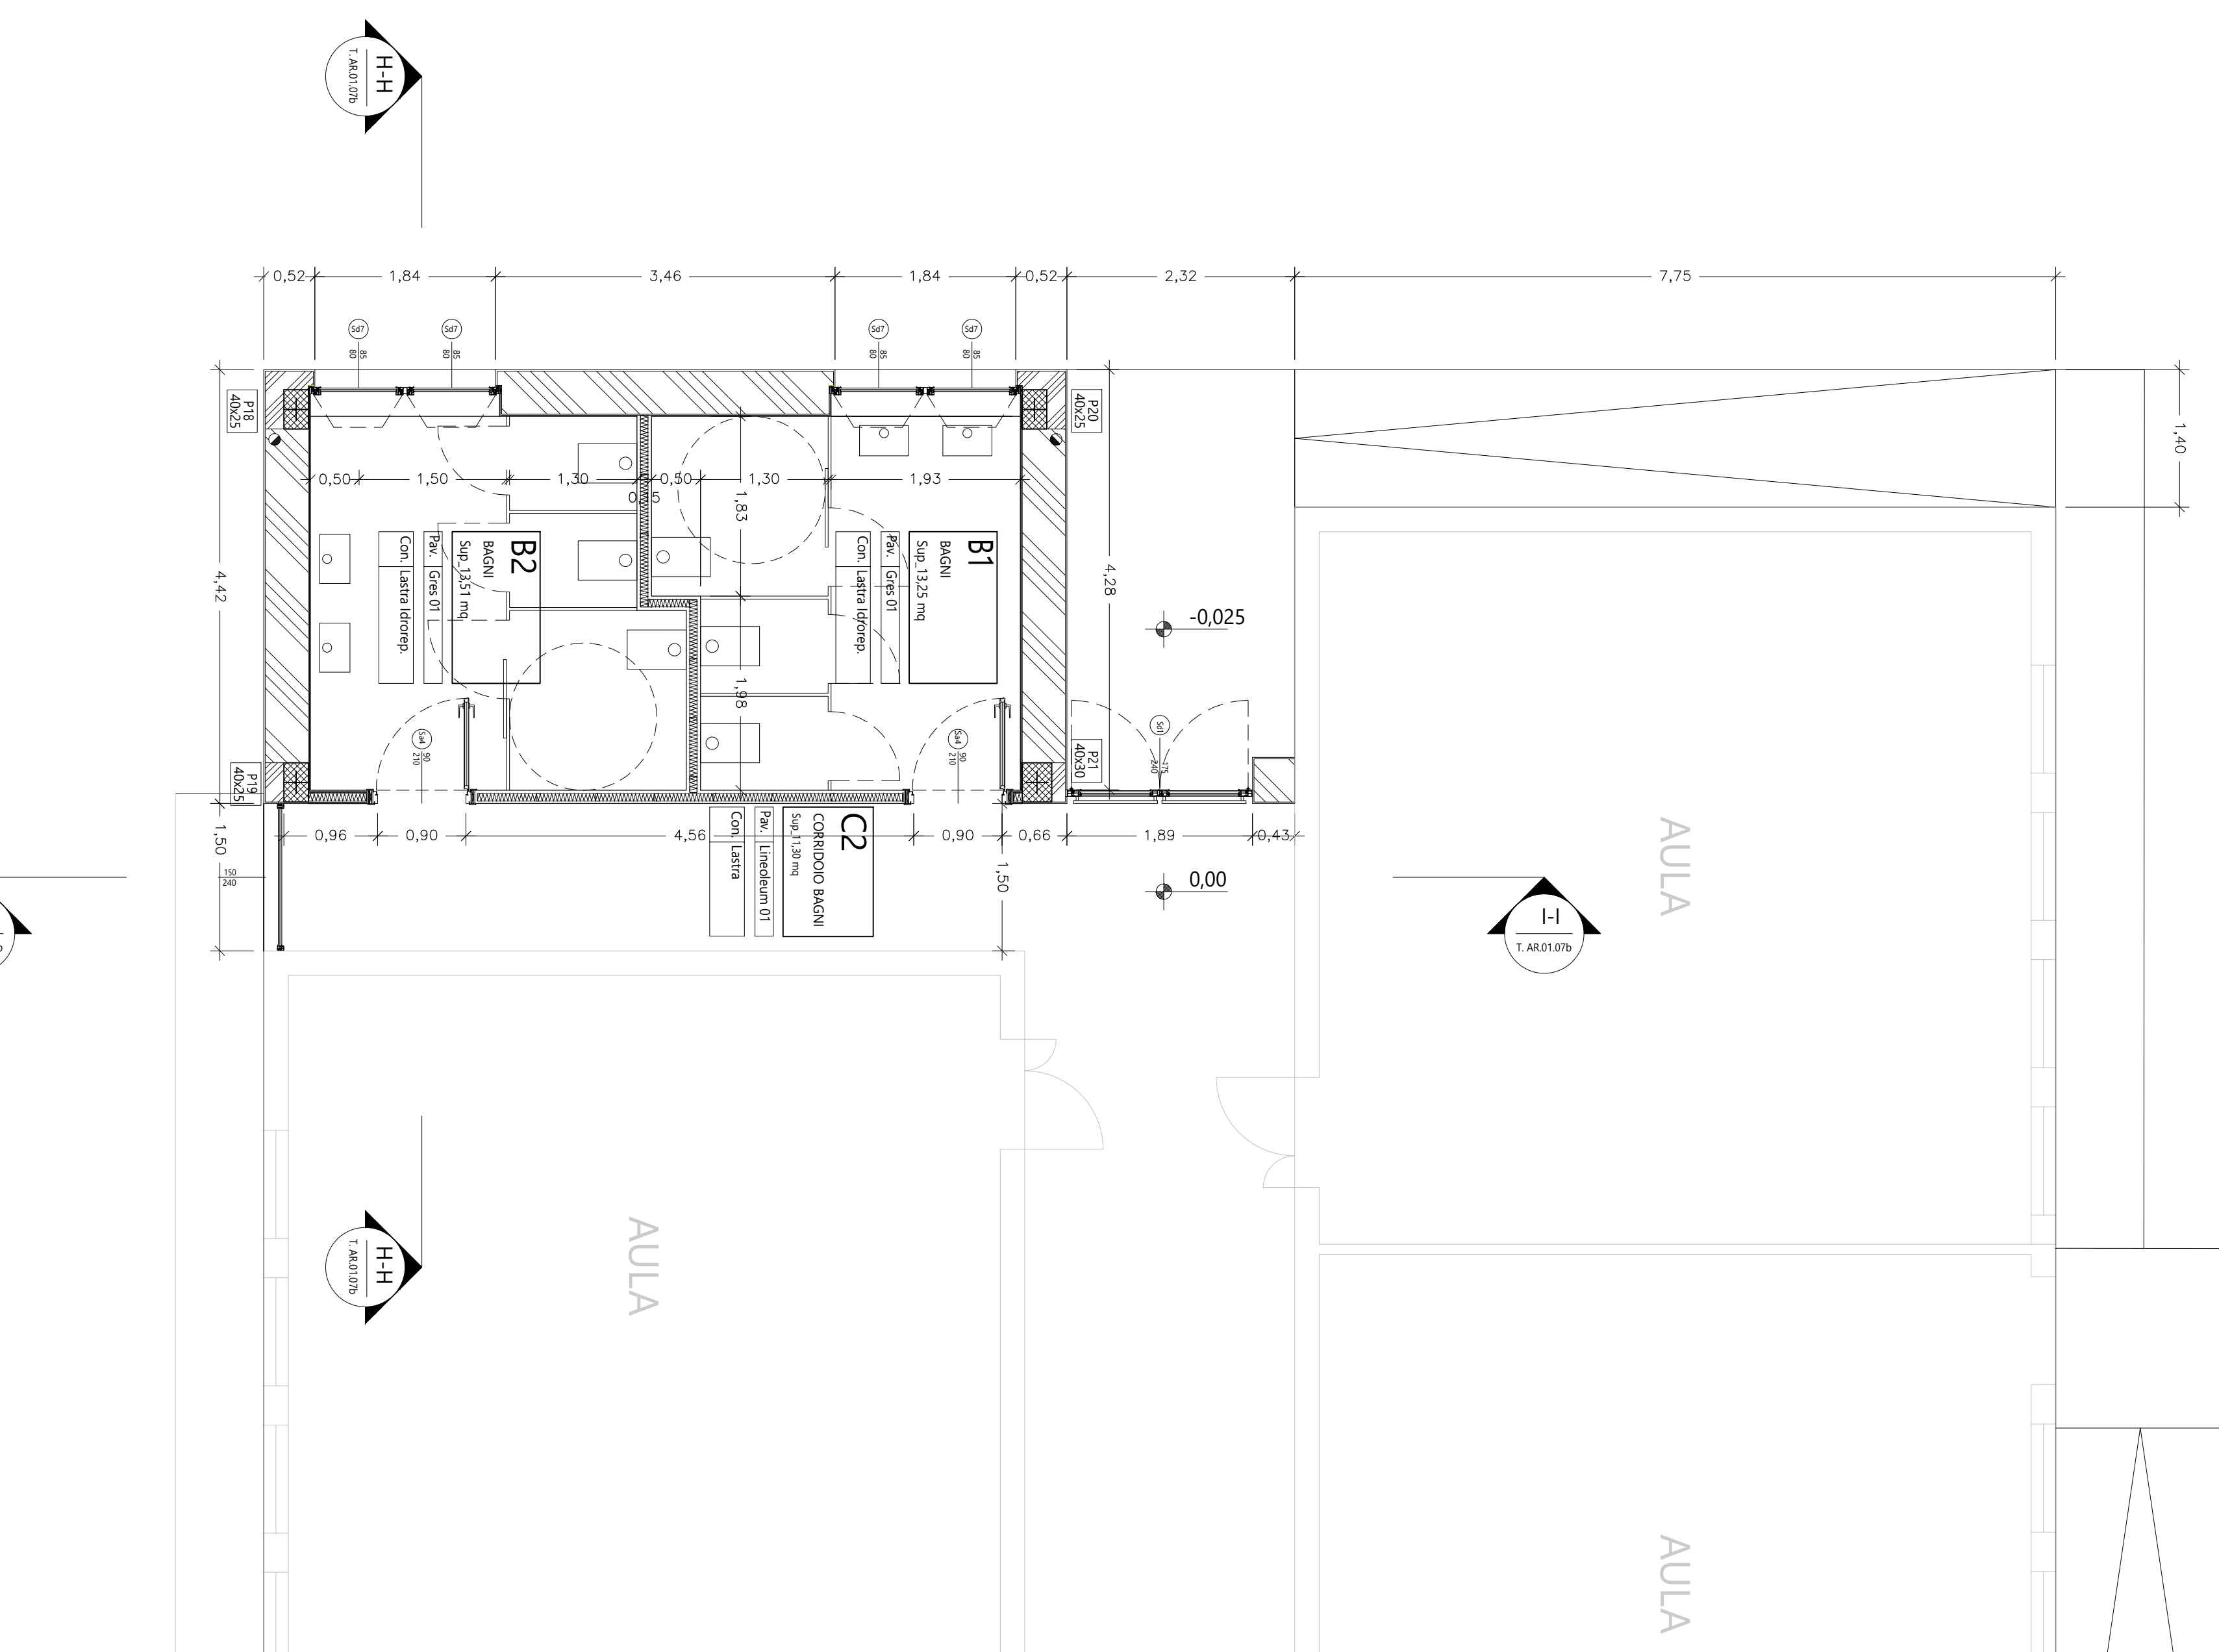 H-H
T. AR.01.07b
0,52
1,84
3,46
1,84
0,52
2,32
7,75
Sd7
85
80
Sd7
85
80
Sd7
85
80
Sd7
85
80
P18
40x25
P20
40x25
1,40
0,50
1,50
1,30
0,50
1,30
1,93
1,83
4,42
4,28
B2
BAGNI
Sup_13,51 mq
Pav. Gres 01
Con. Lastra Idrorep.
B1
BAGNI
Sup_13,25 mq
Pav. Gres 01
Con. Lastra Idrorep.
-0,025
1,98
Sa4
90
210
Sa4
90
210
Sd1
175
240
P19
40x25
P21
40x30
0,96
0,90
4,56
0,90
0,66
1,89
0,43
1,50
150
240
C2
CORRIDOIO BAGNI
Sup_11,30 mq
Pav. Lineoleum 01
Con. Lastra
1,50
0,00
AULA
I-I
T. AR.01.07b
AULA
H-H
T. AR.01.07b
AULA